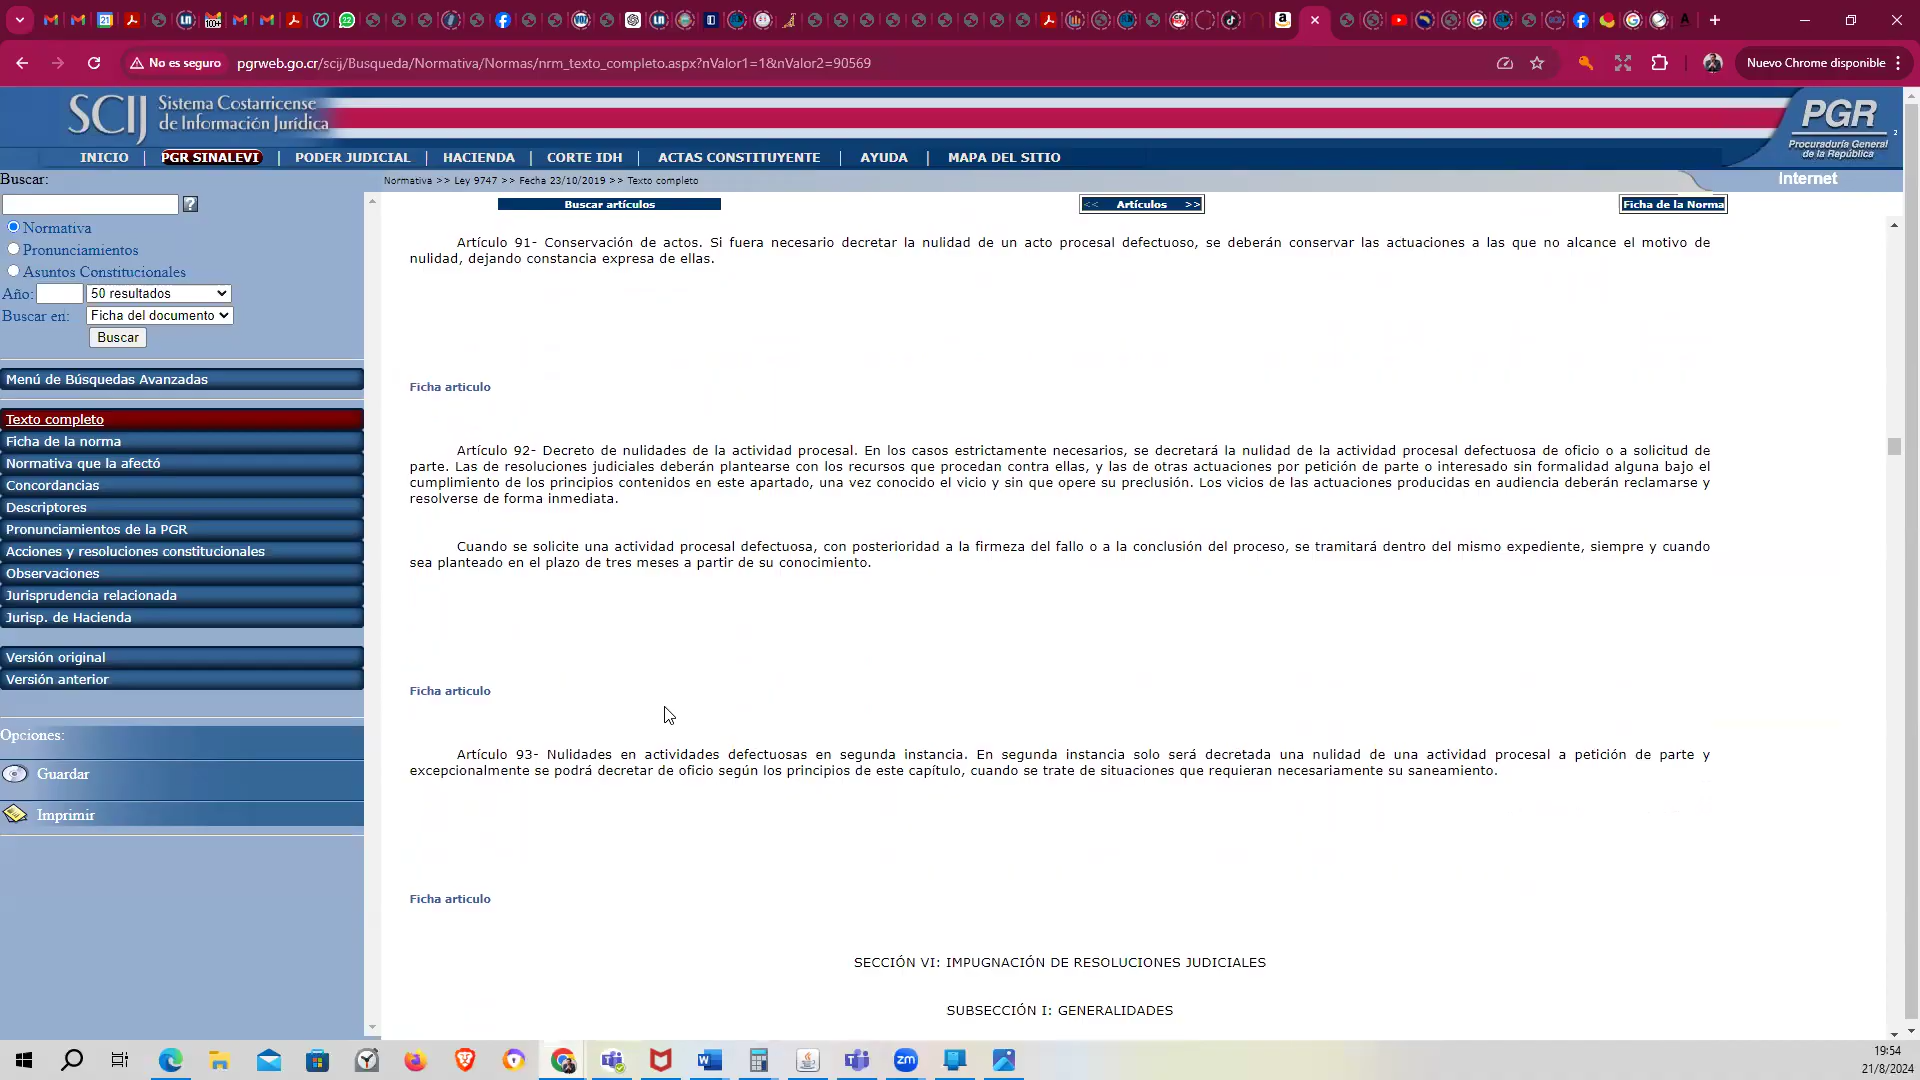 No es seguro
pgrweb.go.cr/scij/Busqueda/Normativa/Normas/nrm_texto_completo.aspx?nValor1=1&nValor2=90569
Nuevo Chrome disponible
SCIJ Sistema Costarricense
de Información Jurídica
PGR
Procuraduría General
de la República
INICIO | PGR SINALEVI | PODER JUDICIAL | HACIENDA | CORTE IDH | ACTAS CONSTITUYENTE | AYUDA | MAPA DEL SITIO
Internet
Buscar:
Normativa >> Ley 9747 >> Fecha 23/10/2019 >> Texto completo
Buscar artículos
<< Artículos >>
Ficha de la Norma
Normativa
Pronunciamientos
Asuntos Constitucionales
Año: 50 resultados
Buscar en: Ficha del documento
Buscar
Menú de Búsquedas Avanzadas
Texto completo
Ficha de la norma
Normativa que la afectó
Concordancias
Descriptores
Pronunciamientos de la PGR
Acciones y resoluciones constitucionales
Observaciones
Jurisprudencia relacionada
Jurisp. de Hacienda
Versión original
Versión anterior
Opciones:
Guardar
Imprimir
Artículo 91- Conservación de actos. Si fuera necesario decretar la nulidad de un acto procesal defectuoso, se deberán conservar las actuaciones a las que no alcance el motivo de
nulidad, dejando constancia expresa de ellas.
Ficha articulo
Artículo 92- Decreto de nulidades de la actividad procesal. En los casos estrictamente necesarios, se decretará la nulidad de la actividad procesal defectuosa de oficio o a solicitud de
parte. Las de resoluciones judiciales deberán plantearse con los recursos que procedan contra ellas, y las de otras actuaciones por petición de parte o interesado sin formalidad alguna bajo el
cumplimiento de los principios contenidos en este apartado, una vez conocido el vicio y sin que opere su preclusión. Los vicios de las actuaciones producidas en audiencia deberán reclamarse y
resolverse de forma inmediata.
Cuando se solicite una actividad procesal defectuosa, con posterioridad a la firmeza del fallo o a la conclusión del proceso, se tramitará dentro del mismo expediente, siempre y cuando
sea planteado en el plazo de tres meses a partir de su conocimiento.
Ficha articulo
Artículo 93- Nulidades en actividades defectuosas en segunda instancia. En segunda instancia solo será decretada una nulidad de una actividad procesal a petición de parte y
excepcionalmente se podrá decretar de oficio según los principios de este capítulo, cuando se trate de situaciones que requieran necesariamente su saneamiento.
Ficha articulo
SECCIÓN VI: IMPUGNACIÓN DE RESOLUCIONES JUDICIALES
SUBSECCIÓN I: GENERALIDADES
19:54
21/8/2024